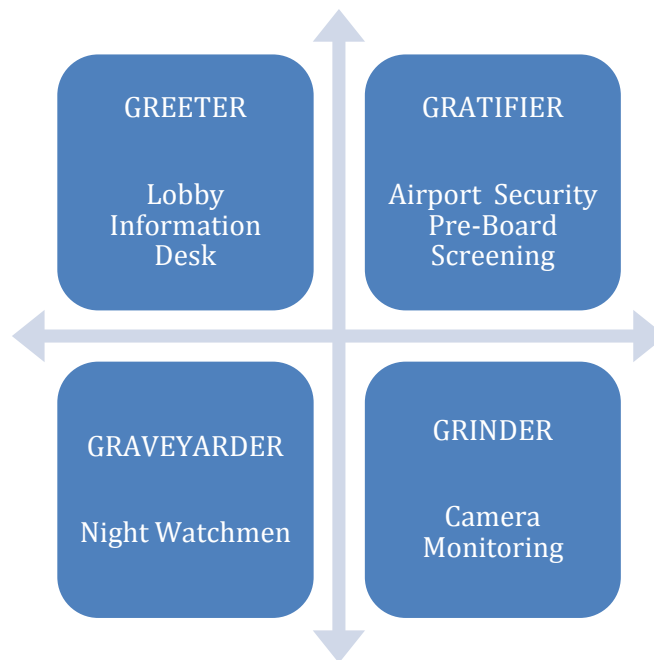 GREETER
Lobby
Information
Desk
GRATIFIER
Airport Security
Pre-Board
Screening
GRAVEYARDER
Night Watchmen
GRINDER
Camera
Monitoring